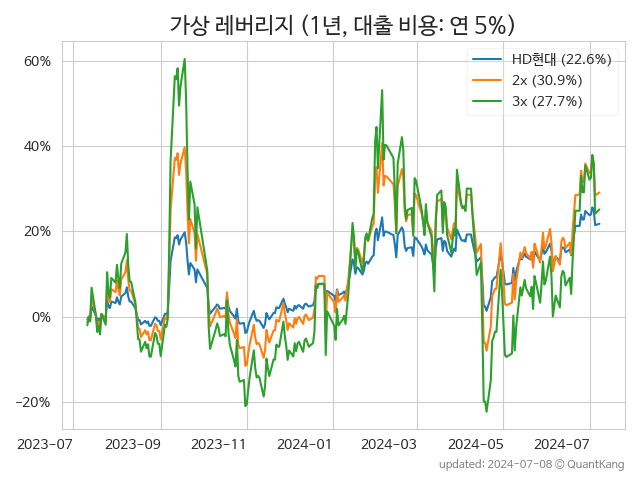 가상 레버리지 (1년, 대출 비용: 연 5%)
HD현대 (22.6%)
2x (30.9%)
3x (27.7%)
60%
40%
20%
0%
−20%
2023-07
2023-09
2023-11
2024-01
2024-03
2024-05
2024-07
updated: 2024-07-08 © QuantKang